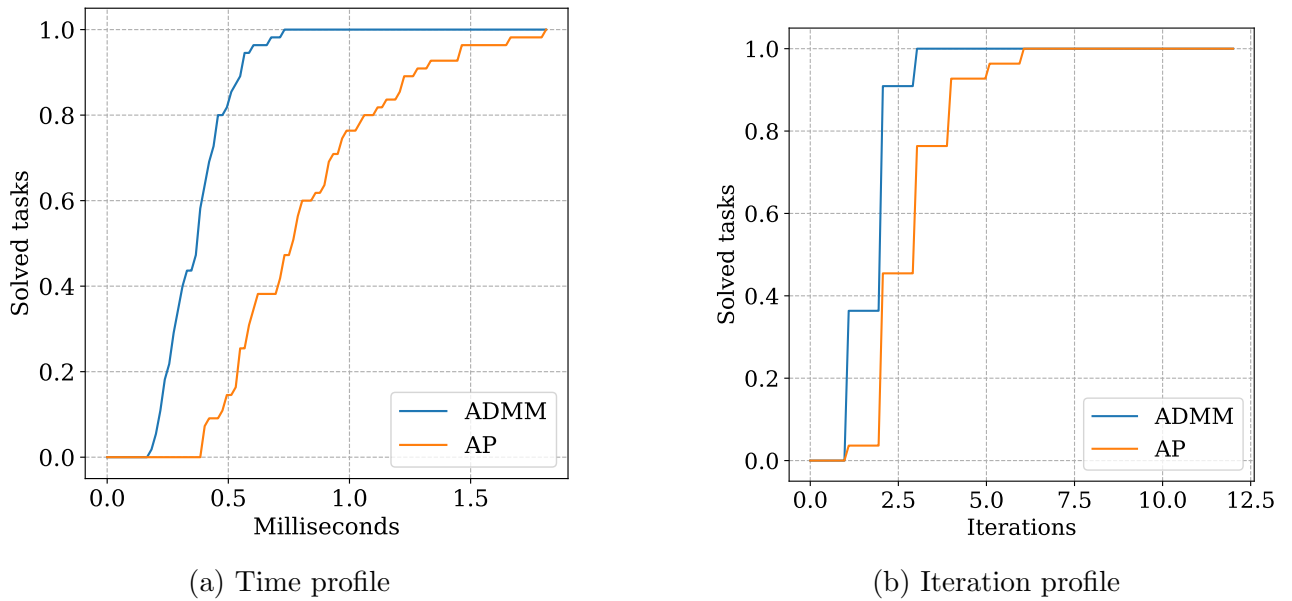 1.0
0.8
0.6
0.4
0.2
0.0
Solved tasks
0.0 0.5 1.0 1.5
Milliseconds
ADMM
AP
(a) Time profile
1.0
0.8
0.6
0.4
0.2
0.0
Solved tasks
0.0 2.5 5.0 7.5 10.0 12.5
Iterations
ADMM
AP
(b) Iteration profile